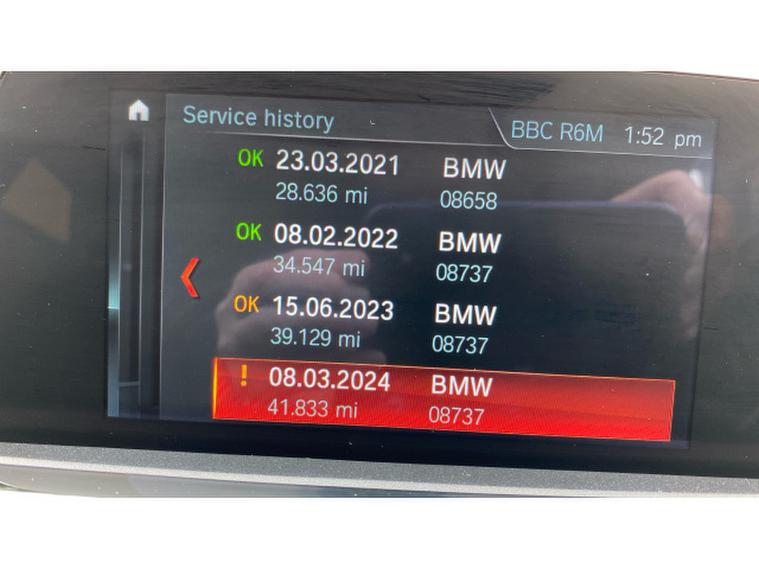 Service history BBC R6M 1:52 pm
OK 23.03.2021 BMW
28.636 mi 08658
OK 08.02.2022 BMW
34.547 mi 08737
OK 15.06.2023 BMW
39.129 mi 08737
! 08.03.2024 BMW
41.833 mi 08737